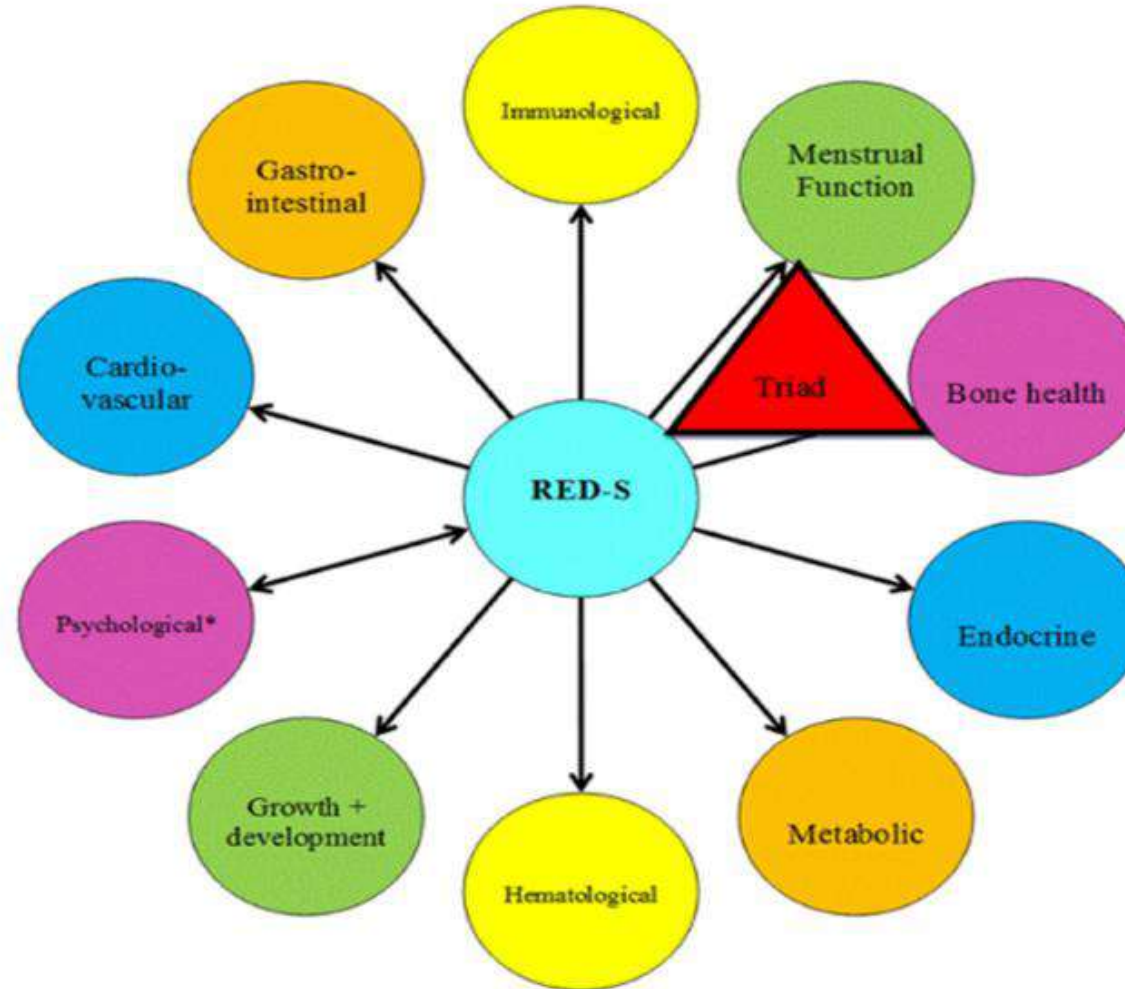 Immunological
Menstrual
Function
Gastro-
intestinal
Cardio-
vascular
Triad
Bone health
RED-S
Psychological*
Endocrine
Growth +
development
Metabolic
Hematological